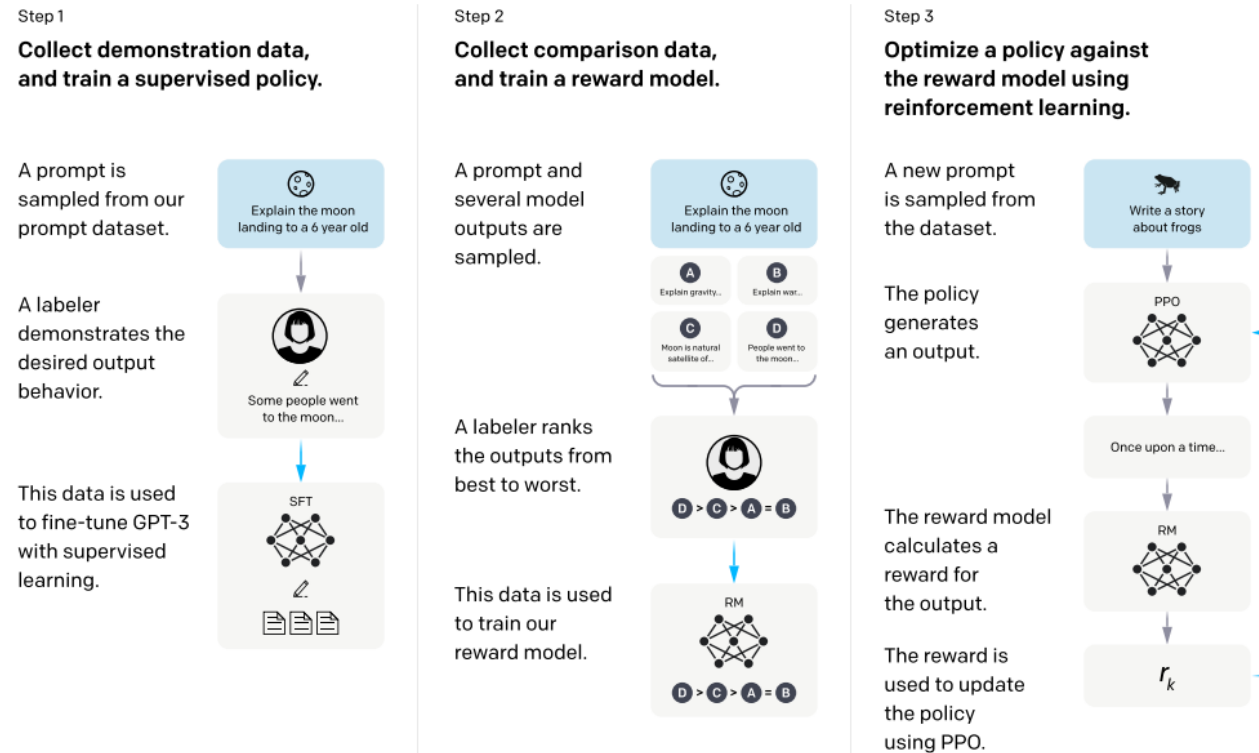 Step 1
Collect demonstration data,
and train a supervised policy.
A prompt is
sampled from our
prompt dataset.
Explain the moon
landing to a 6 year old
A labeler
demonstrates the
desired output
behavior.
Some people went
to the moon...
This data is used
to fine-tune GPT-3
with supervised
learning.
SFT
Step 2
Collect comparison data,
and train a reward model.
A prompt and
several model
outputs are
sampled.
Explain the moon
landing to a 6 year old
A
Explain gravity...
B
Explain war...
C
Moon is natural
satellite of...
D
People went to
the moon...
A labeler ranks
the outputs from
best to worst.
D > C > A = B
This data is used
to train our
reward model.
RM
D > C > A = B
Step 3
Optimize a policy against
the reward model using
reinforcement learning.
A new prompt
is sampled from
the dataset.
Write a story
about frogs
The policy
generates
an output.
PPO
Once upon a time...
The reward model
calculates a
reward for
the output.
RM
The reward is
used to update
the policy
using PPO.
rₖ